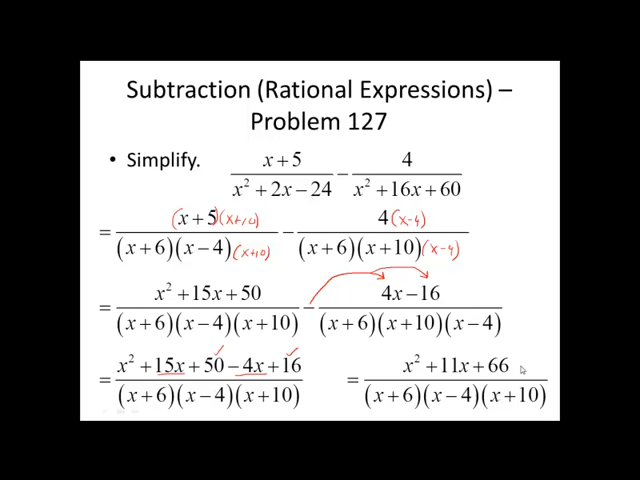 Subtraction (Rational Expressions) –
Problem 127
• Simplify. (x + 5)/(x² + 2x − 24) − 4/(x² + 16x + 60)
= (x + 5)(x+10)/(x + 6)(x − 4)(x+10) − 4(x−4)/(x + 6)(x + 10)(x−4)
= (x² + 15x + 50)/(x + 6)(x − 4)(x + 10) − (4x − 16)/(x + 6)(x + 10)(x − 4)
= (x² + 15x + 50 − 4x + 16)/(x + 6)(x − 4)(x + 10) = (x² + 11x + 66)/(x + 6)(x − 4)(x + 10)